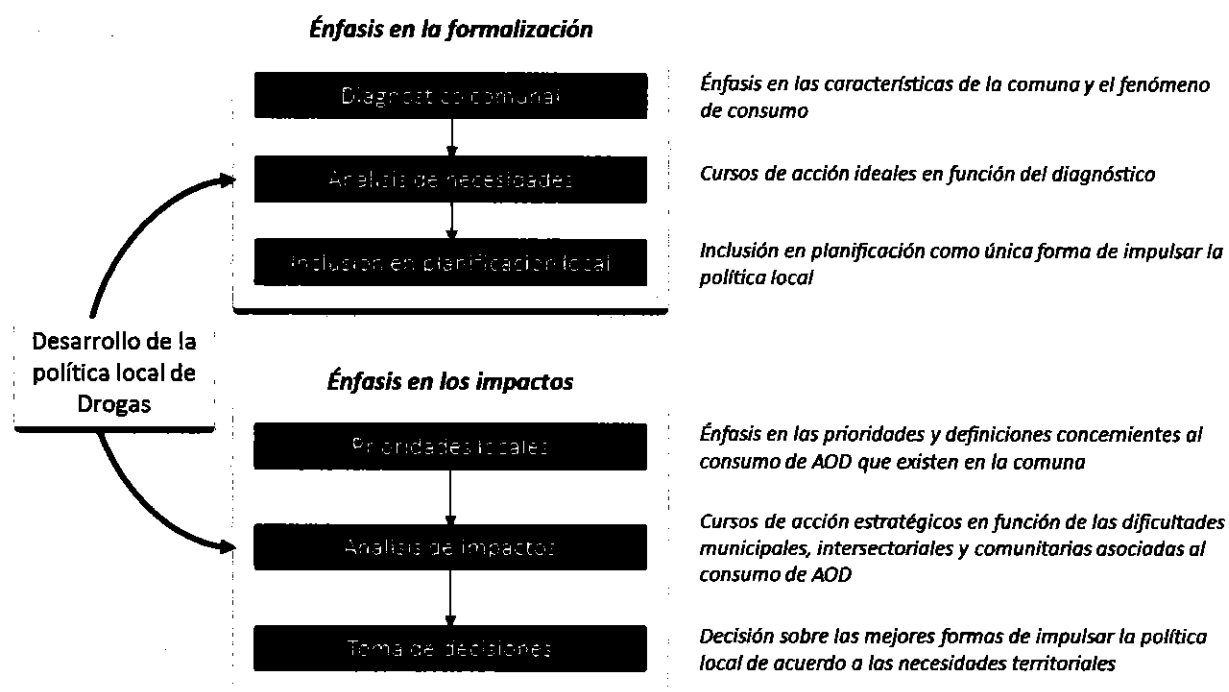 Énfasis en la formalización
Diagnostico comunal
Énfasis en las características de la comuna y el fenómeno
de consumo
Analisis de necesidades
Cursos de acción ideales en función del diagnóstico
Inclusion en planificacion local
Inclusión en planificación como única forma de impulsar la
política local
Desarrollo de la
política local de
Drogas
Énfasis en los impactos
Prioridades locales
Énfasis en las prioridades y definiciones concernientes al
consumo de AOD que existen en la comuna
Analisis de impactos
Cursos de acción estratégicos en función de las dificultades
municipales, intersectoriales y comunitarias asociadas al
consumo de AOD
Toma de decisiones
Decisión sobre las mejores formas de impulsar la política
local de acuerdo a las necesidades territoriales